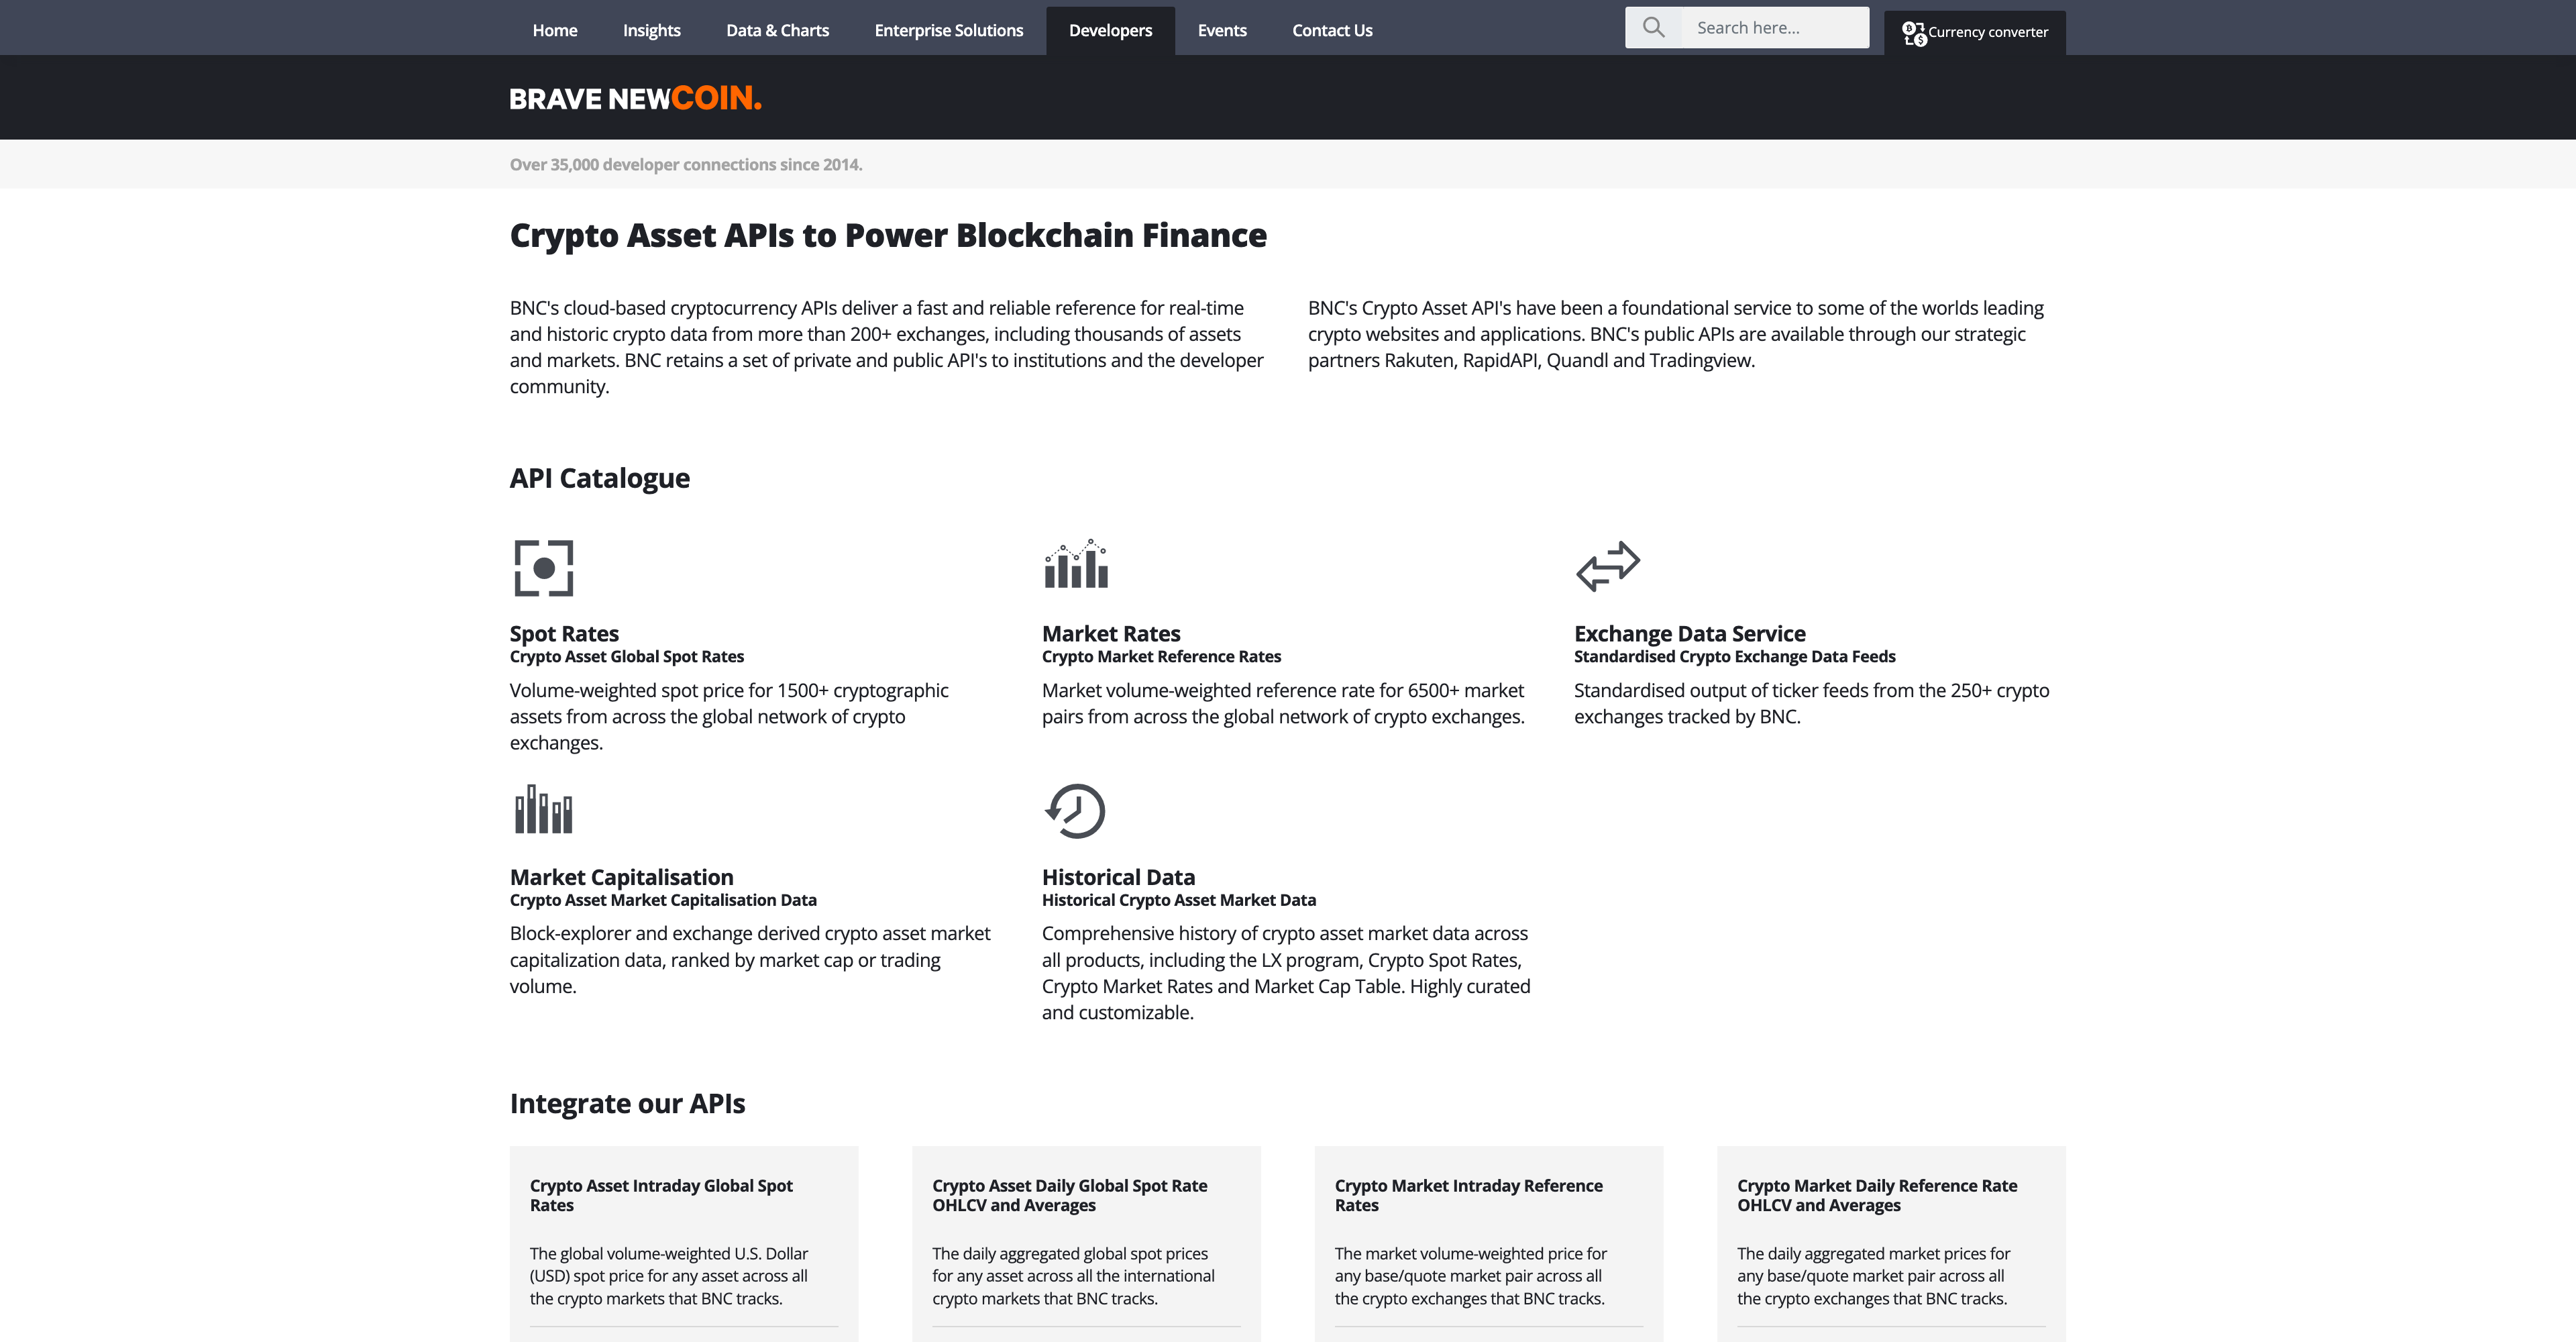 Home Insights Data & Charts Enterprise Solutions Developers Events Contact Us Search here... Currency converter
BRAVE NEWCOIN.
Over 35,000 developer connections since 2014.
Crypto Asset APIs to Power Blockchain Finance
BNC's cloud-based cryptocurrency APIs deliver a fast and reliable reference for real-time
and historic crypto data from more than 200+ exchanges, including thousands of assets
and markets. BNC retains a set of private and public API's to institutions and the developer
community.
BNC's Crypto Asset API's have been a foundational service to some of the worlds leading
crypto websites and applications. BNC's public APIs are available through our strategic
partners Rakuten, RapidAPI, Quandl and Tradingview.
API Catalogue
Spot Rates
Crypto Asset Global Spot Rates
Volume-weighted spot price for 1500+ cryptographic
assets from across the global network of crypto
exchanges.
Market Rates
Crypto Market Reference Rates
Market volume-weighted reference rate for 6500+ market
pairs from across the global network of crypto exchanges.
Exchange Data Service
Standardised Crypto Exchange Data Feeds
Standardised output of ticker feeds from the 250+ crypto
exchanges tracked by BNC.
Market Capitalisation
Crypto Asset Market Capitalisation Data
Block-explorer and exchange derived crypto asset market
capitalization data, ranked by market cap or trading
volume.
Historical Data
Historical Crypto Asset Market Data
Comprehensive history of crypto asset market data across
all products, including the LX program, Crypto Spot Rates,
Crypto Market Rates and Market Cap Table. Highly curated
and customizable.
Integrate our APIs
Crypto Asset Intraday Global Spot
Rates
The global volume-weighted U.S. Dollar
(USD) spot price for any asset across all
the crypto markets that BNC tracks.
Crypto Asset Daily Global Spot Rate
OHLCV and Averages
The daily aggregated global spot prices
for any asset across all the international
crypto markets that BNC tracks.
Crypto Market Intraday Reference
Rates
The market volume-weighted price for
any base/quote market pair across all
the crypto exchanges that BNC tracks.
Crypto Market Daily Reference Rate
OHLCV and Averages
The daily aggregated market prices for
any base/quote market pair across all
the crypto exchanges that BNC tracks.